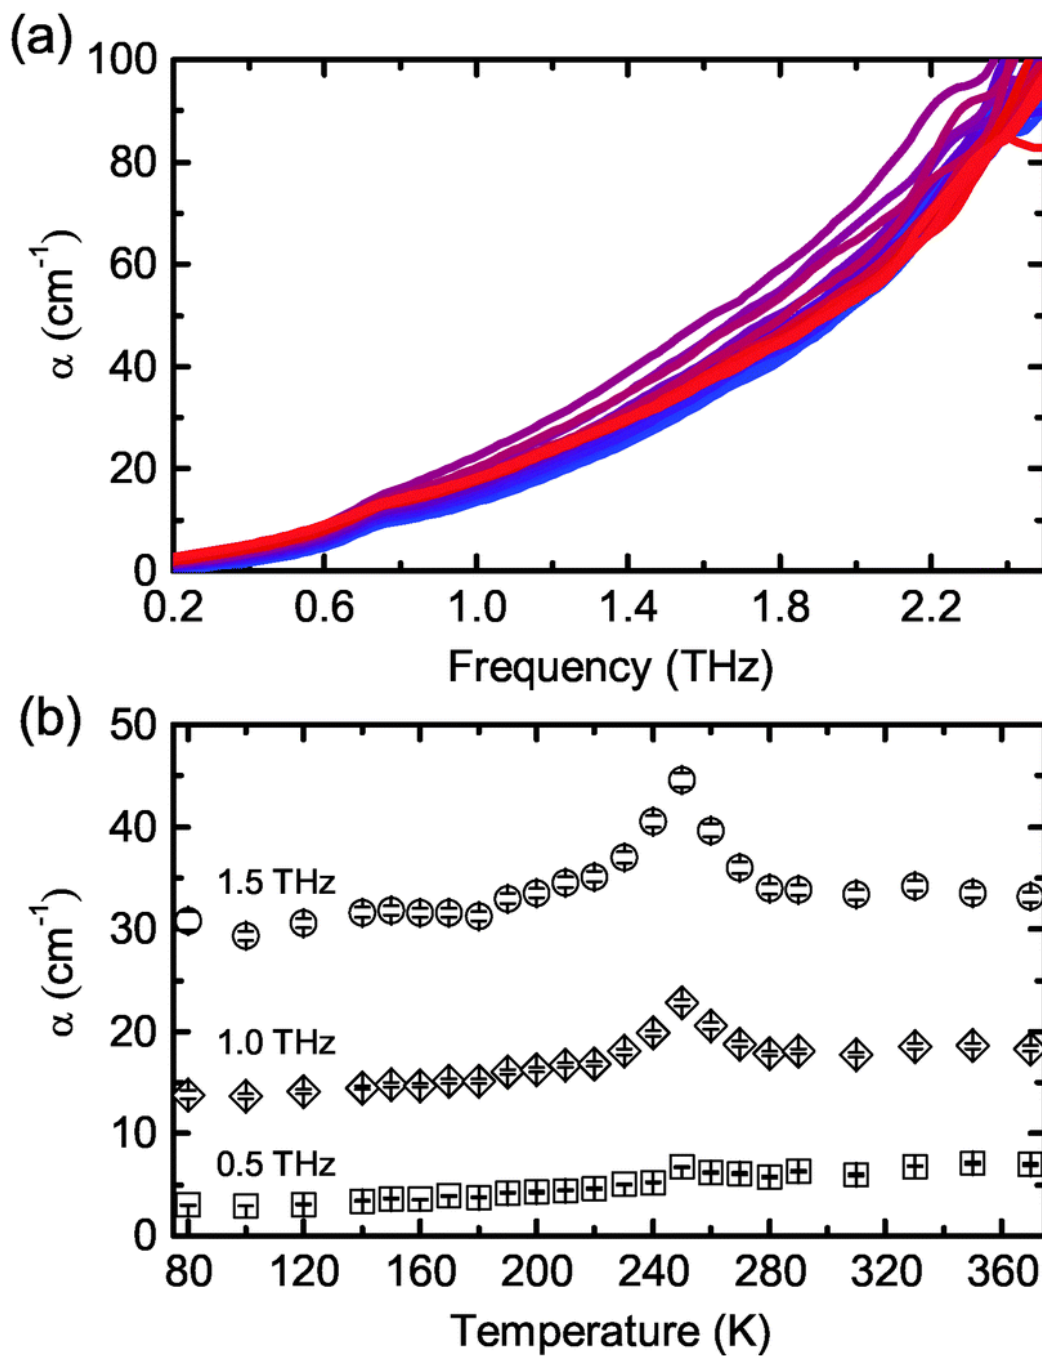 (a)
100
80
60
40
20
0
α (cm⁻¹)
0.2 0.6 1.0 1.4 1.8 2.2
Frequency (THz)
(b)
50
40
30
20
10
0
α (cm⁻¹)
1.5 THz
1.0 THz
0.5 THz
80 120 160 200 240 280 320 360
Temperature (K)